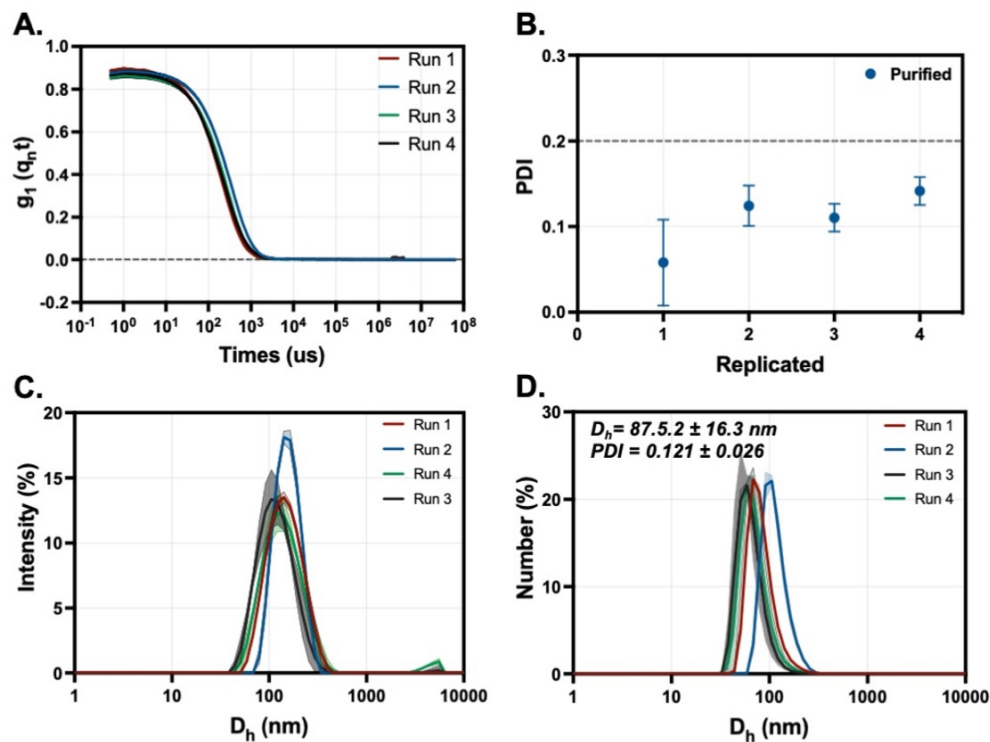 A.
1.0
0.8
0.6
0.4
0.2
0.0
-0.2
g₁ (qₙt)
10⁻¹ 10⁰ 10¹ 10² 10³ 10⁴ 10⁵ 10⁶ 10⁷ 10⁸
Times (us)
Run 1
Run 2
Run 3
Run 4
B.
0.3
0.2
0.1
0.0
PDI
0 1 2 3 4
Replicated
Purified
C.
20
15
10
5
0
Intensity (%)
1 10 100 1000 10000
Dₕ (nm)
Run 1
Run 2
Run 4
Run 3
D.
30
20
10
0
Number (%)
Dₕ= 87.5.2 ± 16.3 nm
PDI = 0.121 ± 0.026
1 10 100 1000 10000
Dₕ (nm)
Run 1
Run 2
Run 3
Run 4